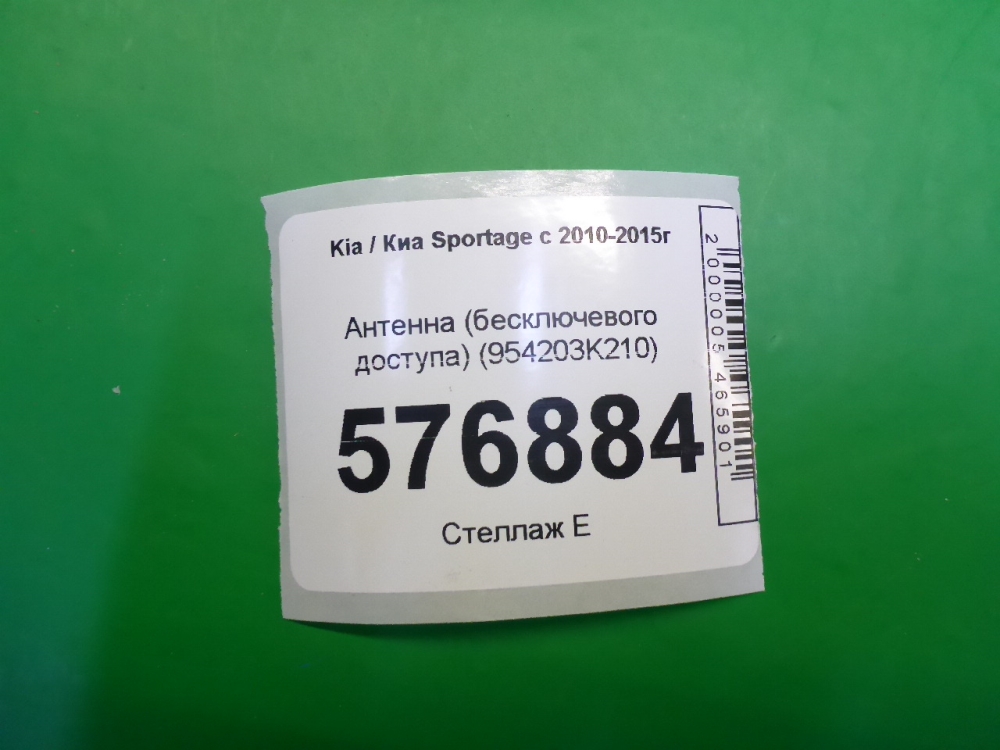 Kia / Киа Sportage с 2010-2015г
Антенна (бесключевого
доступа) (954203K210)
576884
Стеллаж Е
2000005465901